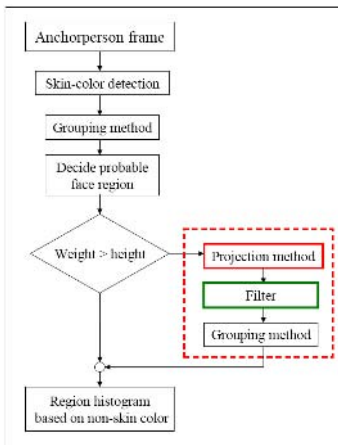 Anchorperson frame
Skin-color detection
Grouping method
Decide probable
face region
Weight > height
Projection method
Filter
Grouping method
Region histogram
based on non-skin color